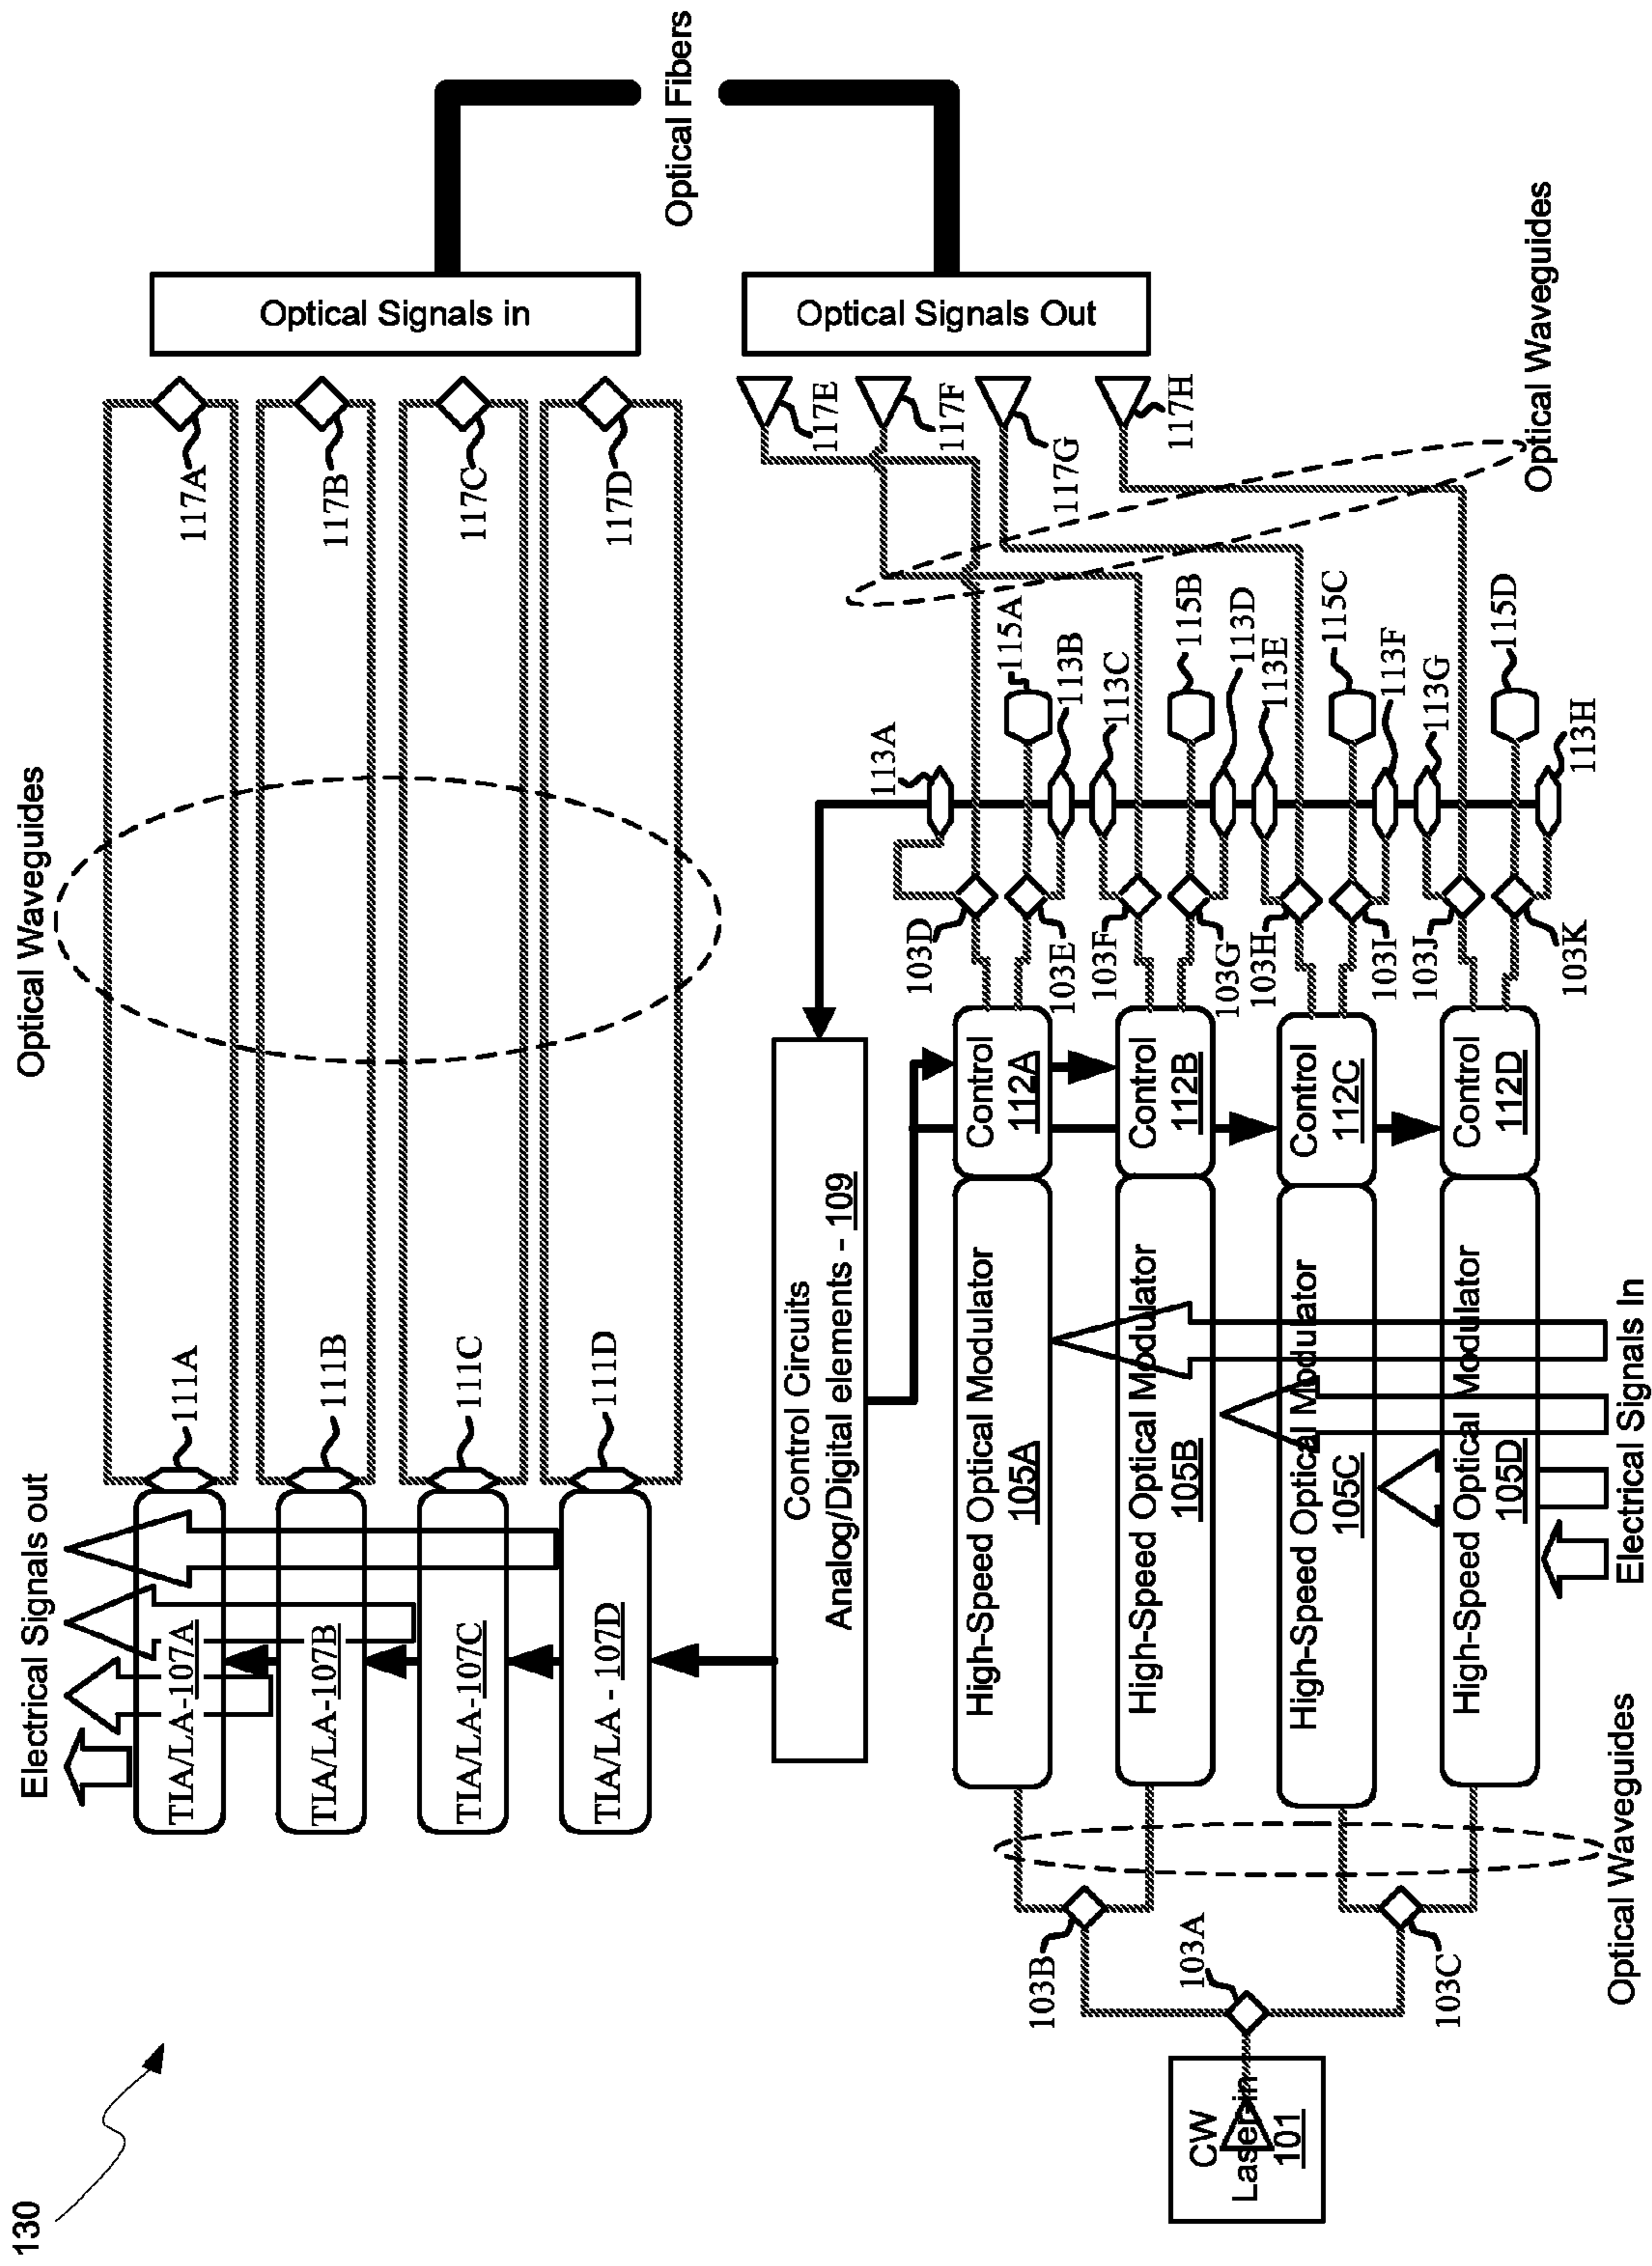 130
Electrical Signals out
Optical Waveguides
TIA/LA-107A
TIA/LA-107B
TIA/LA-107C
TIA/LA - 107D
111A
111B
111C
111D
117A
117B
117C
117D
Optical Signals in
Optical Fibers
Optical Signals Out
Control Circuits
Analog/Digital elements - 109
CW
Laser in
101
103A
103B
103C
Optical Waveguides
High-Speed Optical Modulator
105A
High-Speed Optical Modulator
105B
High-Speed Optical Modulator
105C
High-Speed Optical Modulator
105D
Electrical Signals In
Control
112A
Control
112B
Control
112C
Control
112D
103D
103E
103F
103G
103H
103I
103J
103K
113A
113B
113C
113D
113E
113F
113G
113H
115A
115B
115C
115D
117E
117F
117G
117H
Optical Waveguides